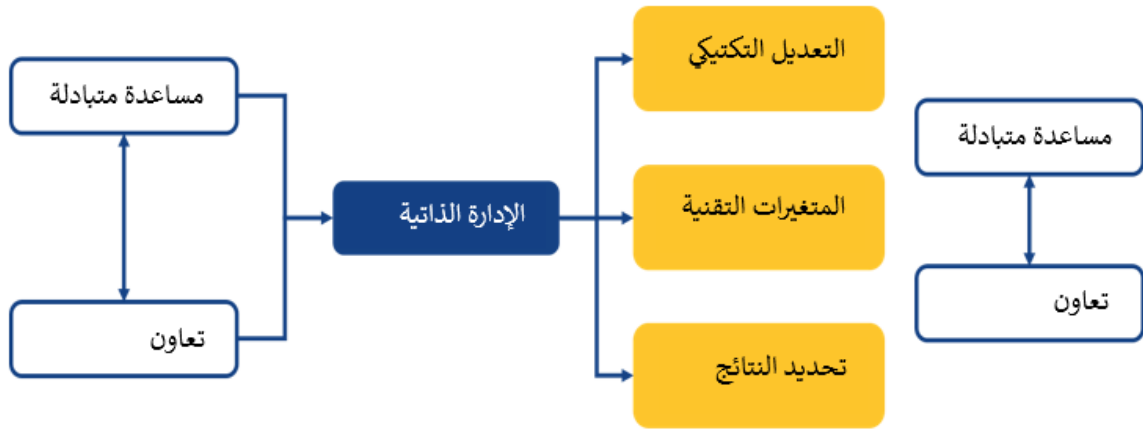 مساعدة متبادلة
تعاون
الإدارة الذاتية
التعديل التكتيكي
المتغيرات التقنية
تحديد النتائج
مساعدة متبادلة
تعاون